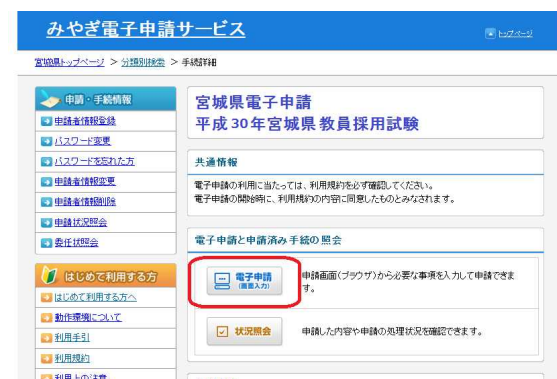 みやぎ電子申請サービス
トップページ
宮城県トップページ > 分類別検索 > 手続詳細
申請・手続情報
申請者情報登録
パスワード変更
パスワードを忘れた方
申請者情報変更
申請者情報削除
申請状況照会
委任状照会
はじめて利用する方
はじめて利用する方へ
動作環境について
利用手引
利用規約
利用上の注意
宮城県電子申請
平成30年宮城県教員採用試験
共通情報
電子申請の利用に当たっては、利用規約を必ず確認してください。
電子申請の開始時に、利用規約の内容に同意したものとみなされます。
電子申請と申請済み手続の照会
電子申請
(画面入力)
申請画面(ブラウザ)から必要な事項を入力して申請できま
す。
状況照会
申請した内容や申請の処理状況を確認できます。